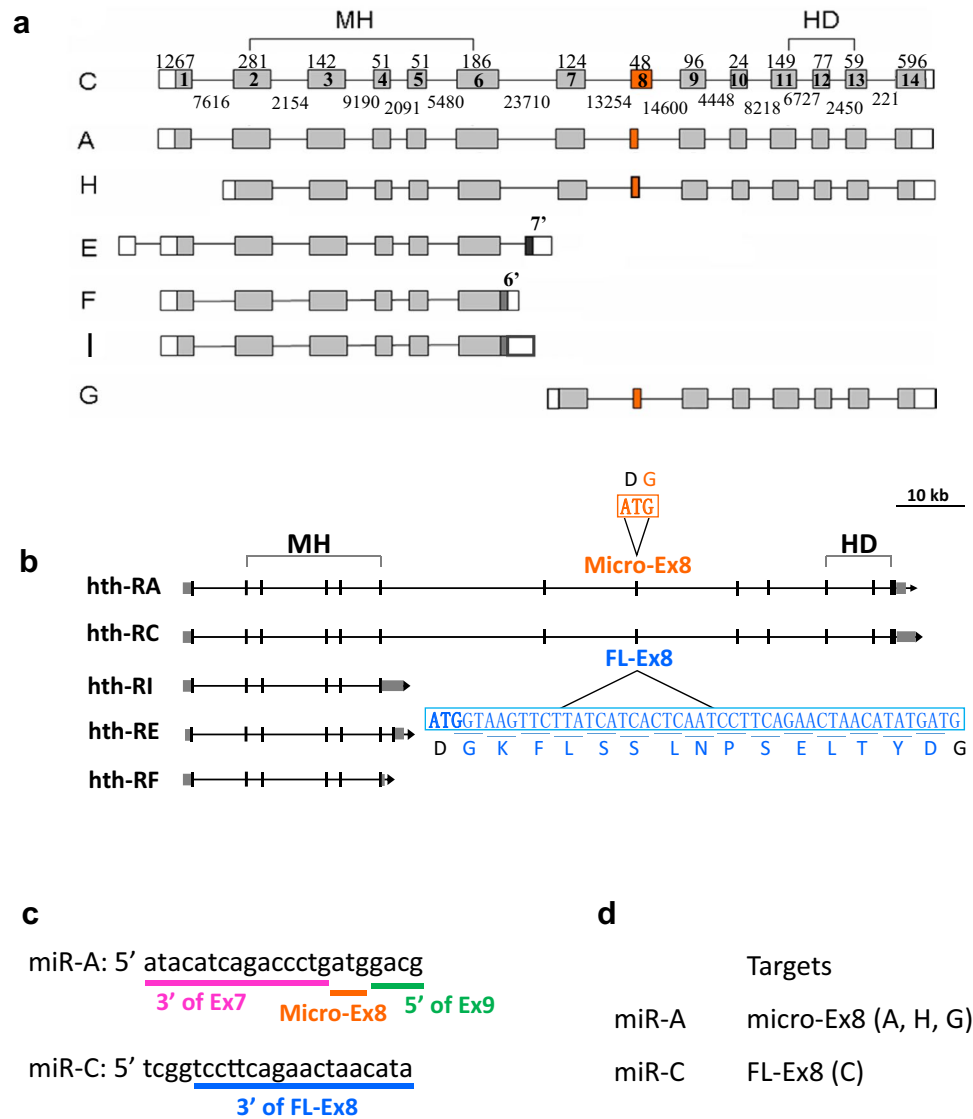 a
MH HD
1267 281 142 51 51 186 124 48 96 24 149 77 59 596
C 1 2 3 4 5 6 7 8 9 10 11 12 13 14
7616 2154 9190 2091 5480 23710 13254 14600 4448 8218 6727 2450 221
A
H
7’
E
6’
F
I
G
D G
ATG
10 kb
b
MH HD
Micro-Ex8
hth-RA
hth-RC
FL-Ex8
hth-RI
ATGGTAAGTTCTTATCATCACTCAATCCTTCAGAACTAACATATGATG
hth-RE
D G K F L S S L N P S E L T Y D G
hth-RF
c
miR-A: 5’ atacatcagaccctgatggacg
3’ of Ex7 Micro-Ex8 5’ of Ex9
miR-C: 5’ tcggtccttcagaactaacata
3’ of FL-Ex8
d
Targets
miR-A micro-Ex8 (A, H, G)
miR-C FL-Ex8 (C)